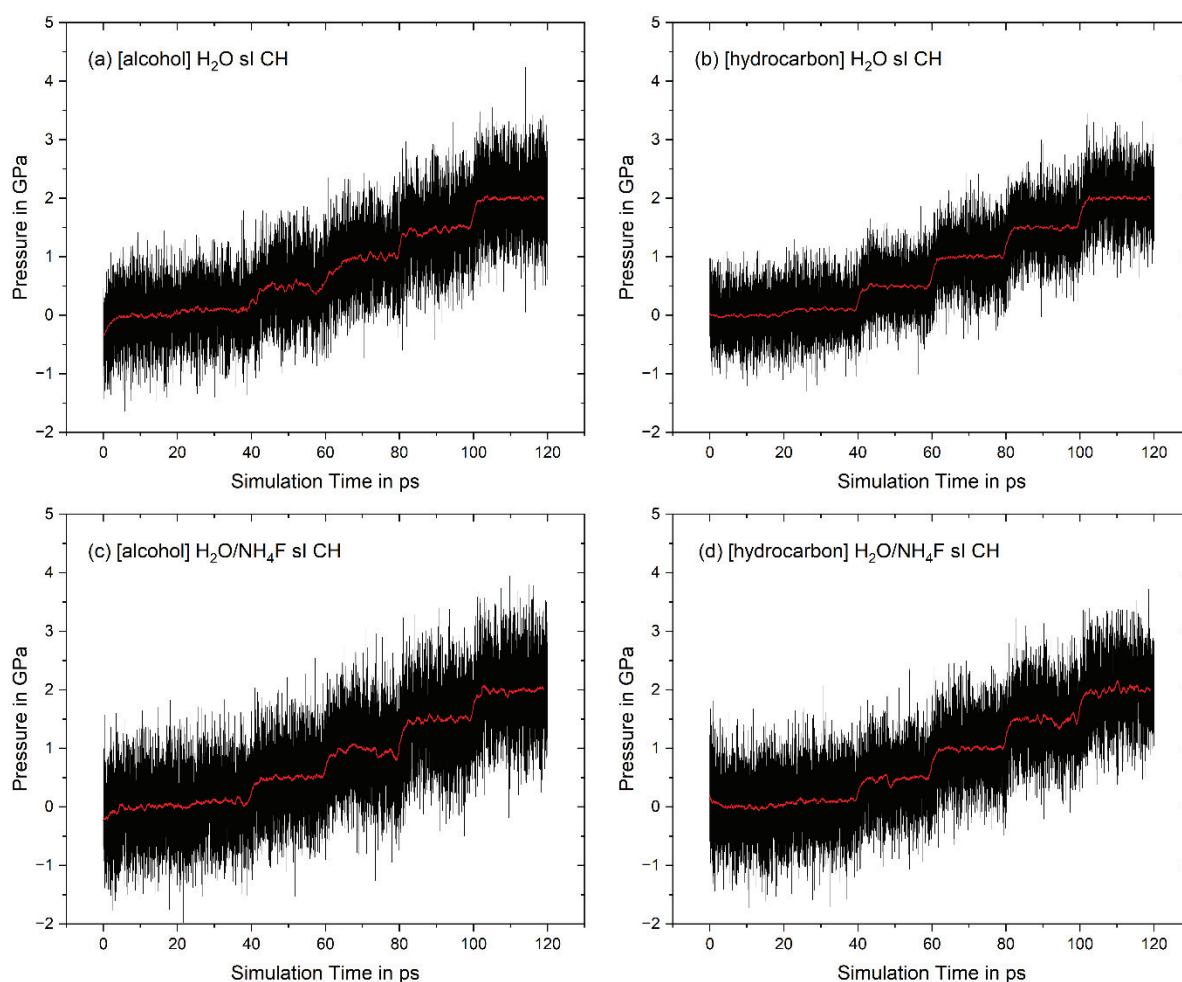 (a) [alcohol] H₂O sI CH
Pressure in GPa
5
4
3
2
1
0
−1
−2
0 20 40 60 80 100 120
Simulation Time in ps
(b) [hydrocarbon] H₂O sI CH
Pressure in GPa
5
4
3
2
1
0
−1
−2
0 20 40 60 80 100 120
Simulation Time in ps
(c) [alcohol] H₂O/NH₄F sI CH
Pressure in GPa
5
4
3
2
1
0
−1
−2
0 20 40 60 80 100 120
Simulation Time in ps
(d) [hydrocarbon] H₂O/NH₄F sI CH
Pressure in GPa
5
4
3
2
1
0
−1
−2
0 20 40 60 80 100 120
Simulation Time in ps